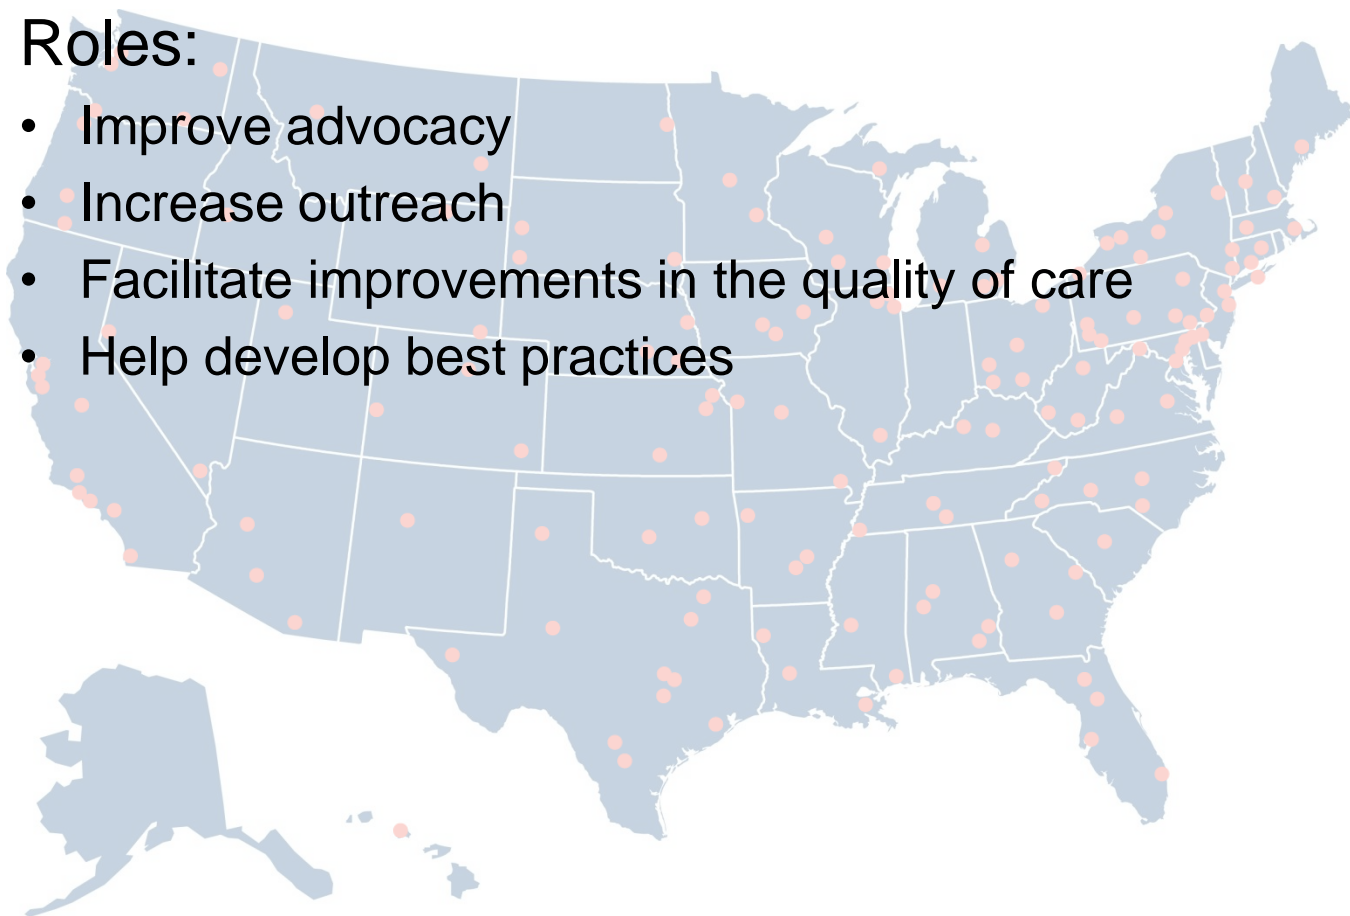 Roles:
• Improve advocacy
• Increase outreach
• Facilitate improvements in the quality of care
• Help develop best practices